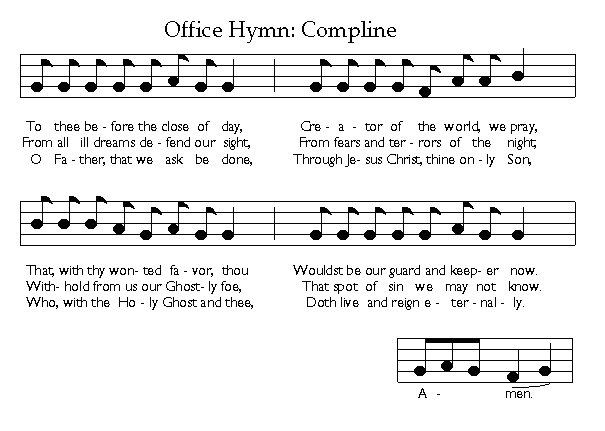 Office Hymn: Compline
To thee be - fore the close of day, Cre - a - tor of the world, we pray,
From all ill dreams de - fend our sight, From fears and ter - rors of the night,
O Fa - ther, that we ask be done, Through Je - sus Christ, thine on - ly Son,
That, with thy won - ted fa - vor, thou Wouldst be our guard and keep - er now.
With - hold from us our Ghost - ly foe, That spot of sin we may not know.
Who, with the Ho - ly Ghost and thee, Doth live and reign e - ter - nal - ly.
A - men.